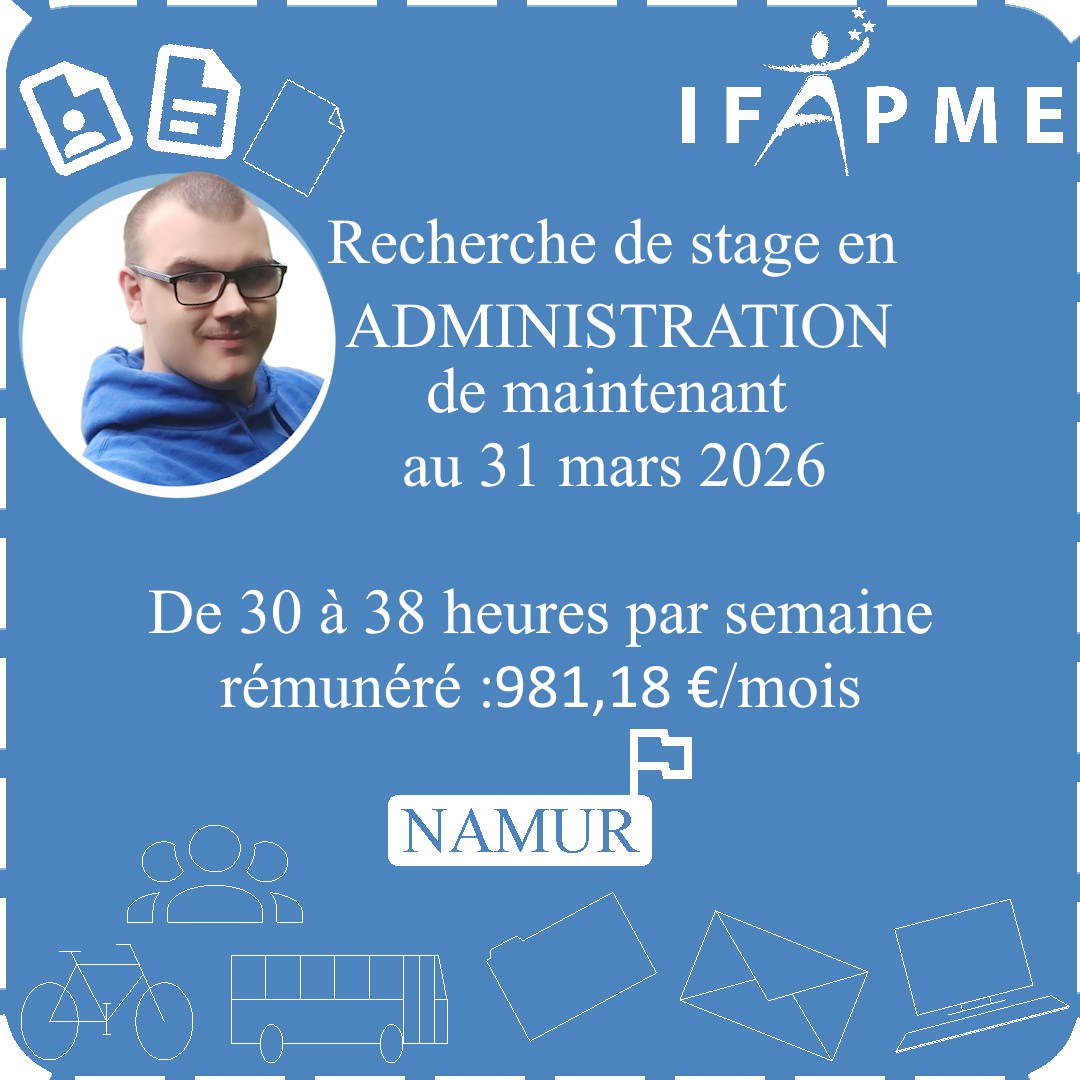 IFAPME
Recherche de stage en
ADMINISTRATION
de maintenant
au 31 mars 2026
De 30 à 38 heures par semaine
rémunéré :981,18 €/mois
NAMUR